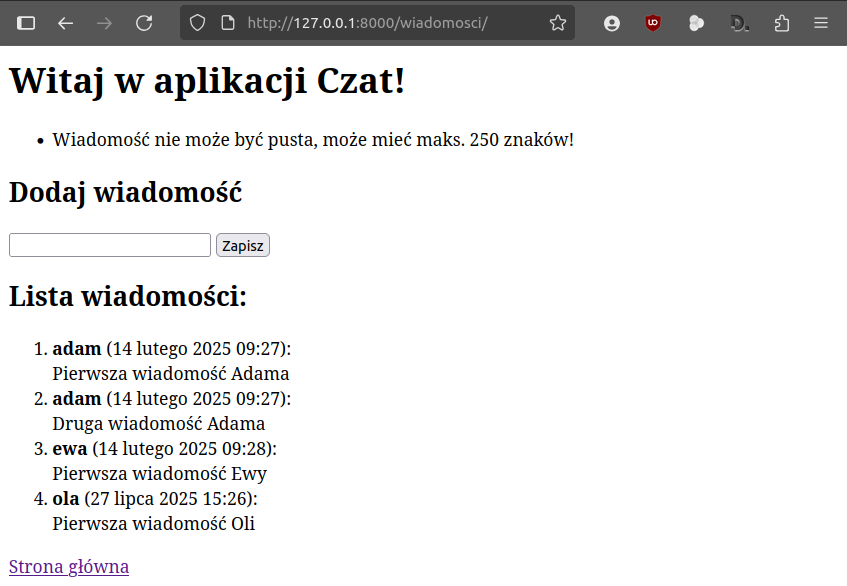 http://127.0.0.1:8000/wiadomosci/
Witaj w aplikacji Czat!
• Wiadomość nie może być pusta, może mieć maks. 250 znaków!
Dodaj wiadomość
Zapisz
Lista wiadomości:
1. adam (14 lutego 2025 09:27):
Pierwsza wiadomość Adama
2. adam (14 lutego 2025 09:27):
Druga wiadomość Adama
3. ewa (14 lutego 2025 09:28):
Pierwsza wiadomość Ewy
4. ola (27 lipca 2025 15:26):
Pierwsza wiadomość Oli
Strona główna